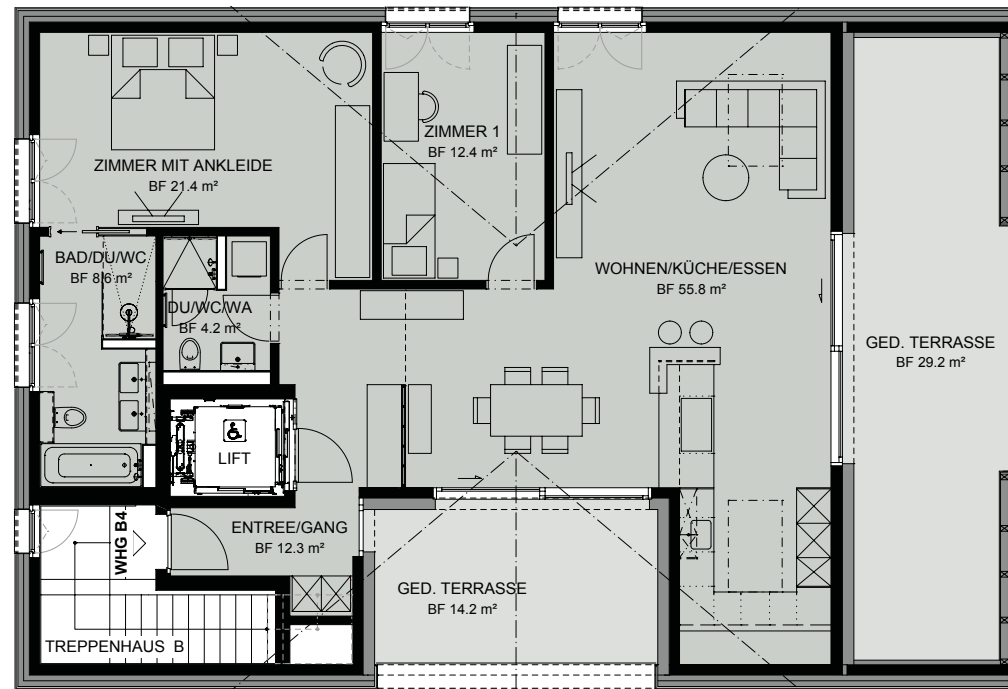 ZIMMER MIT ANKLEIDE
BF 21.4 m²
ZIMMER 1
BF 12.4 m²
BAD/DU/WC
BF 8.6 m²
DU/WC/WA
BF 4.2 m²
WOHNEN/KÜCHE/ESSEN
BF 55.8 m²
GED. TERRASSE
BF 29.2 m²
LIFT
ENTREE/GANG
BF 12.3 m²
WHG B4
GED. TERRASSE
BF 14.2 m²
TREPPENHAUS B